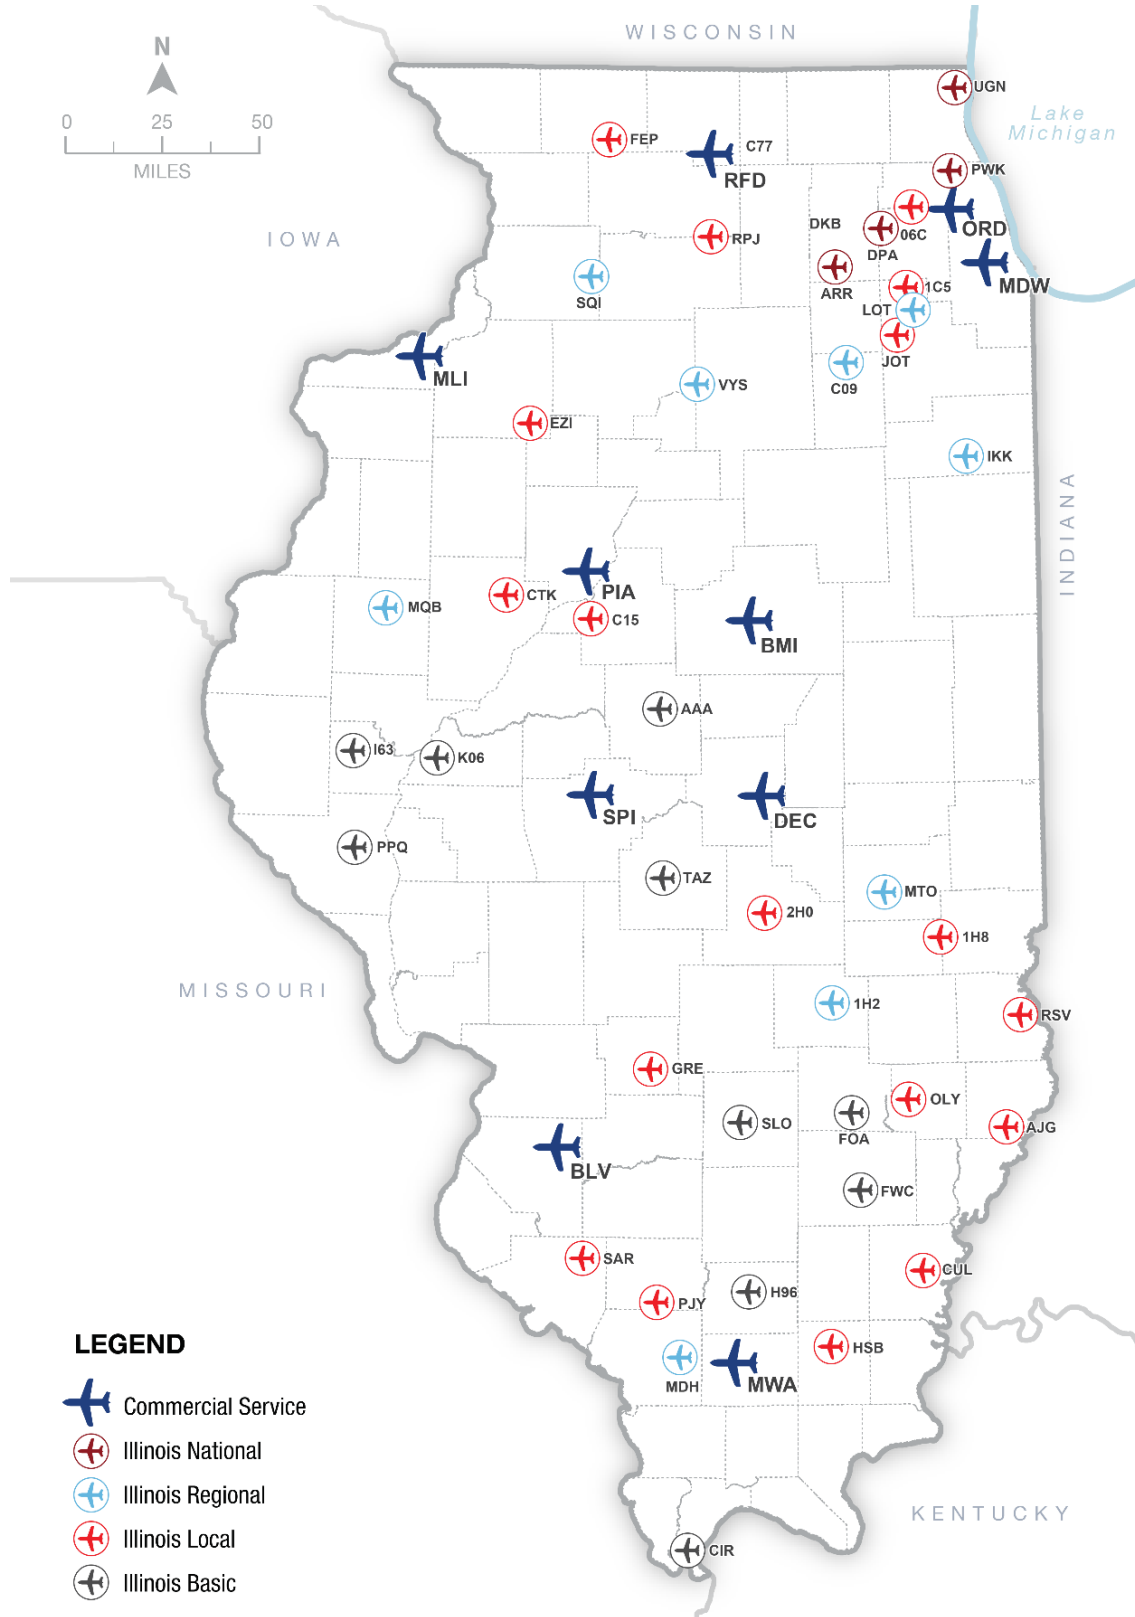 WISCONSIN
N
UGN
Lake
Michigan
0 25 50
MILES
FEP
C77
RFD
PWK
IOWA
RPJ
DKB
06C
ORD
DPA
SQI
ARR
1C5
MDW
LOT
JOT
MLI
VYS
C09
EZI
IKK
INDIANA
PIA
CTK
MQB
C15
BMI
AAA
I63
K06
SPI
DEC
PPQ
TAZ
MTO
2H0
1H8
MISSOURI
1H2
RSV
GRE
OLY
SLO
FOA
AJG
BLV
FWC
SAR
CUL
H96
PJY
LEGEND
HSB
MDH
MWA
Commercial Service
Illinois National
Illinois Regional
KENTUCKY
Illinois Local
CIR
Illinois Basic